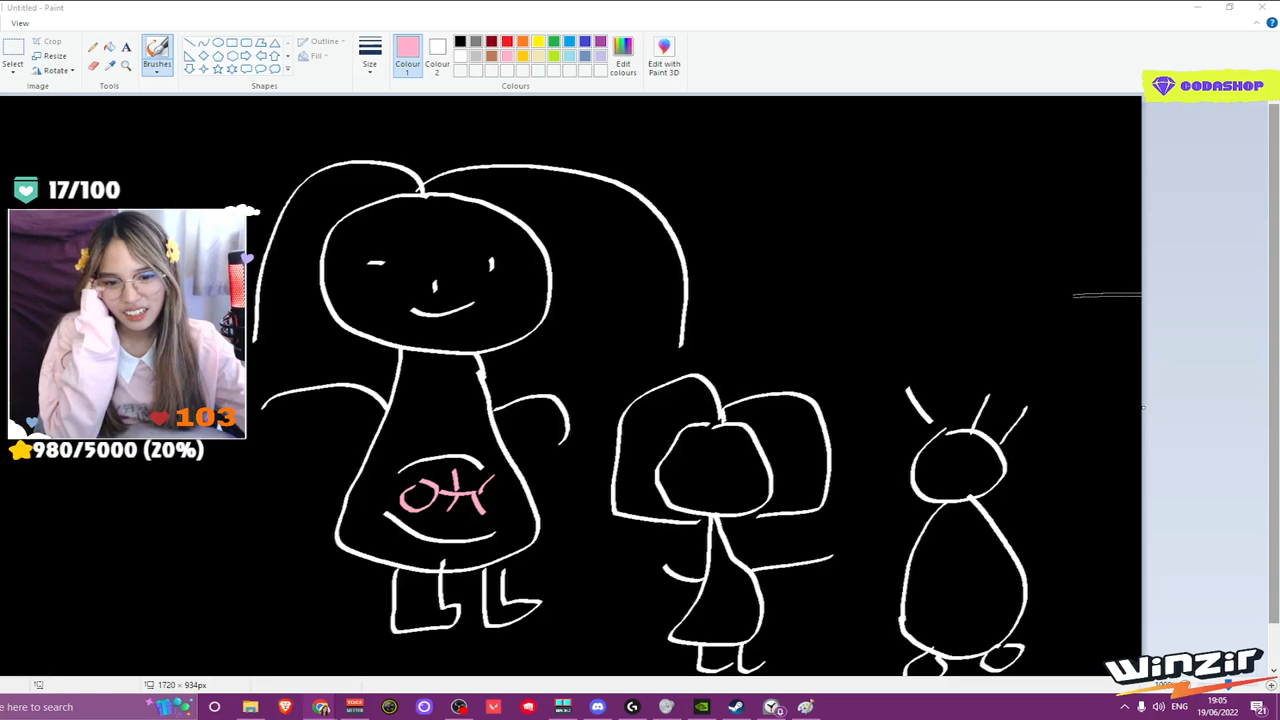 Untitled - Paint
View
Select
Crop
Resize
Rotate
Image
A
Tools
Brushes
Outline
Fill
Shapes
Size
Colour 1
Colour 2
Edit colours
Colours
Edit with Paint 3D
CODASHOP
17/100
103
980/5000 (20%)
WINZIR
1720 × 934px
here to search
ENG
19:05
19/06/2022
21